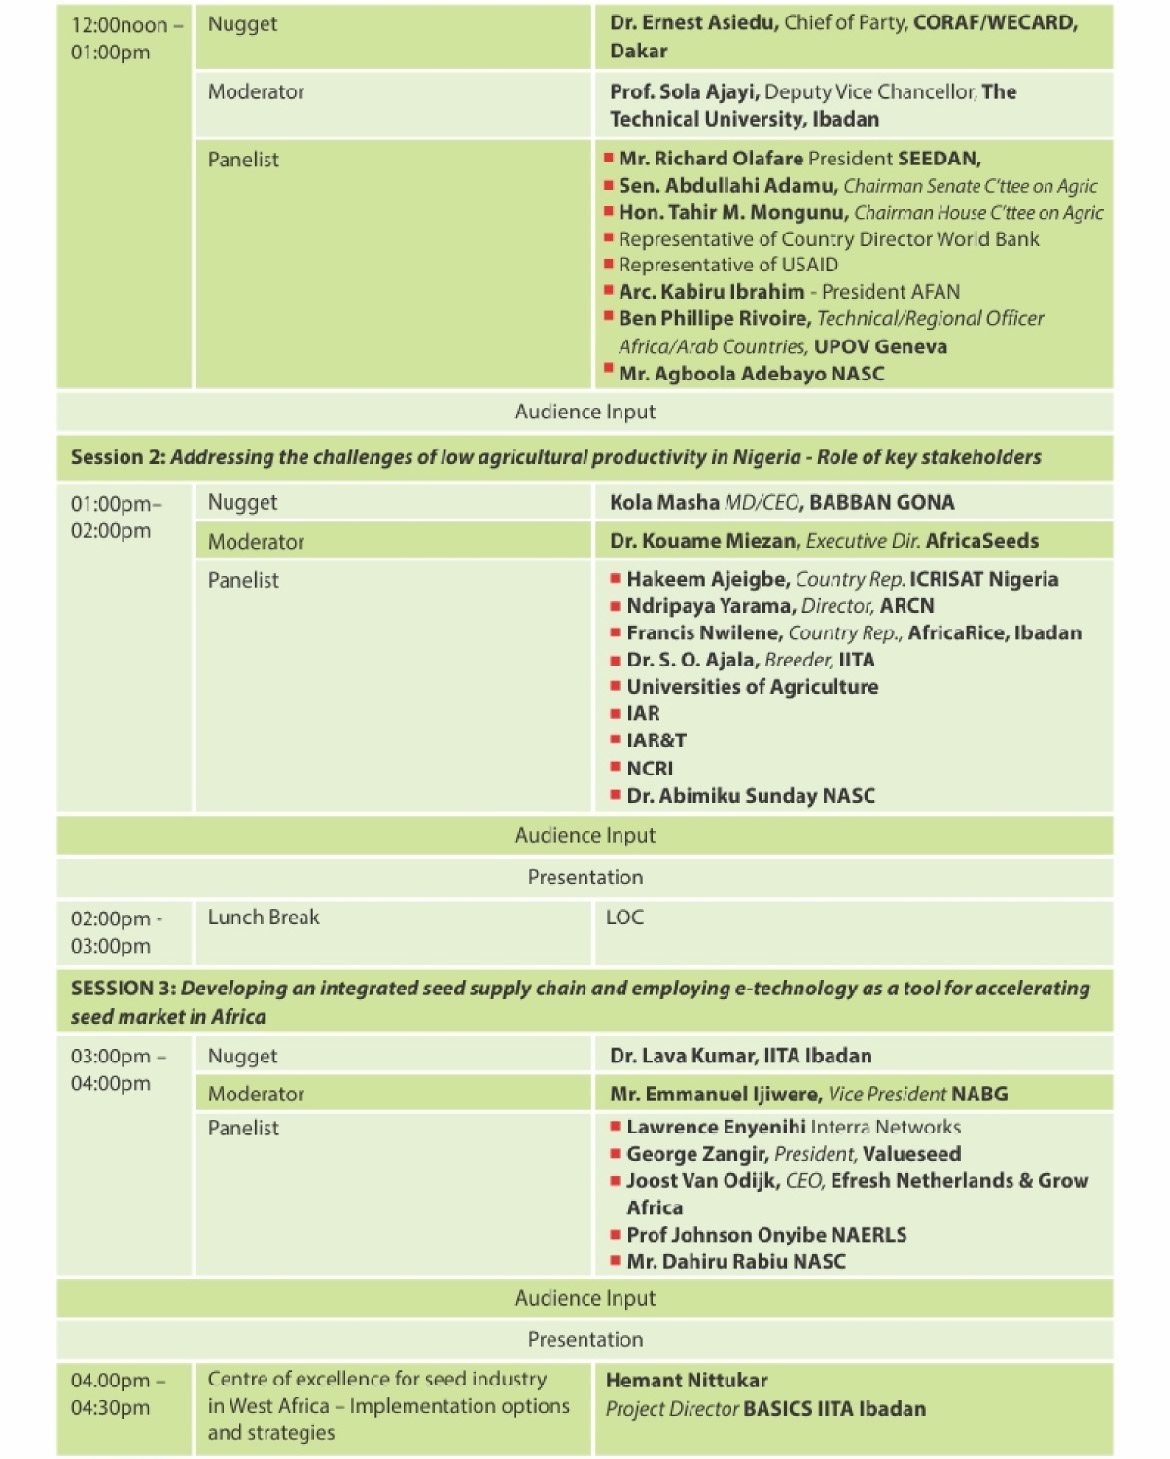 12:00noon –
01:00pm
Nugget
Dr. Ernest Asiedu, Chief of Party, CORAF/WECARD,
Dakar
Moderator
Prof. Sola Ajayi, Deputy Vice Chancellor, The
Technical University, Ibadan
Panelist
Mr. Richard Olafare President SEEDAN,
Sen. Abdullahi Adamu, Chairman Senate C'ttee on Agric
Hon. Tahir M. Mongunu, Chairman House C'ttee on Agric
Representative of Country Director World Bank
Representative of USAID
Arc. Kabiru Ibrahim - President AFAN
Ben Phillipe Rivoire, Technical/Regional Officer
Africa/Arab Countries, UPOV Geneva
Mr. Agboola Adebayo NASC
Audience Input
Session 2: Addressing the challenges of low agricultural productivity in Nigeria - Role of key stakeholders
01:00pm–
02:00pm
Nugget
Kola Masha MD/CEO, BABBAN GONA
Moderator
Dr. Kouame Miezan, Executive Dir. AfricaSeeds
Panelist
Hakeem Ajeigbe, Country Rep. ICRISAT Nigeria
Ndripaya Yarama, Director, ARCN
Francis Nwilene, Country Rep., AfricaRice, Ibadan
Dr. S. O. Ajala, Breeder, IITA
Universities of Agriculture
IAR
IAR&T
NCRI
Dr. Abimiku Sunday NASC
Audience Input
Presentation
02:00pm -
03:00pm
Lunch Break
LOC
SESSION 3: Developing an integrated seed supply chain and employing e-technology as a tool for accelerating
seed market in Africa
03:00pm –
04:00pm
Nugget
Dr. Lava Kumar, IITA Ibadan
Moderator
Mr. Emmanuel Ijiwere, Vice President NABG
Panelist
Lawrence Enyenihi Interra Networks
George Zangir, President, Valueseed
Joost Van Odijk, CEO, Efresh Netherlands & Grow
Africa
Prof Johnson Onyibe NAERLS
Mr. Dahiru Rabiu NASC
Audience Input
Presentation
04.00pm –
04:30pm
Centre of excellence for seed industry
in West Africa – Implementation options
and strategies
Hemant Nittukar
Project Director BASICS IITA Ibadan